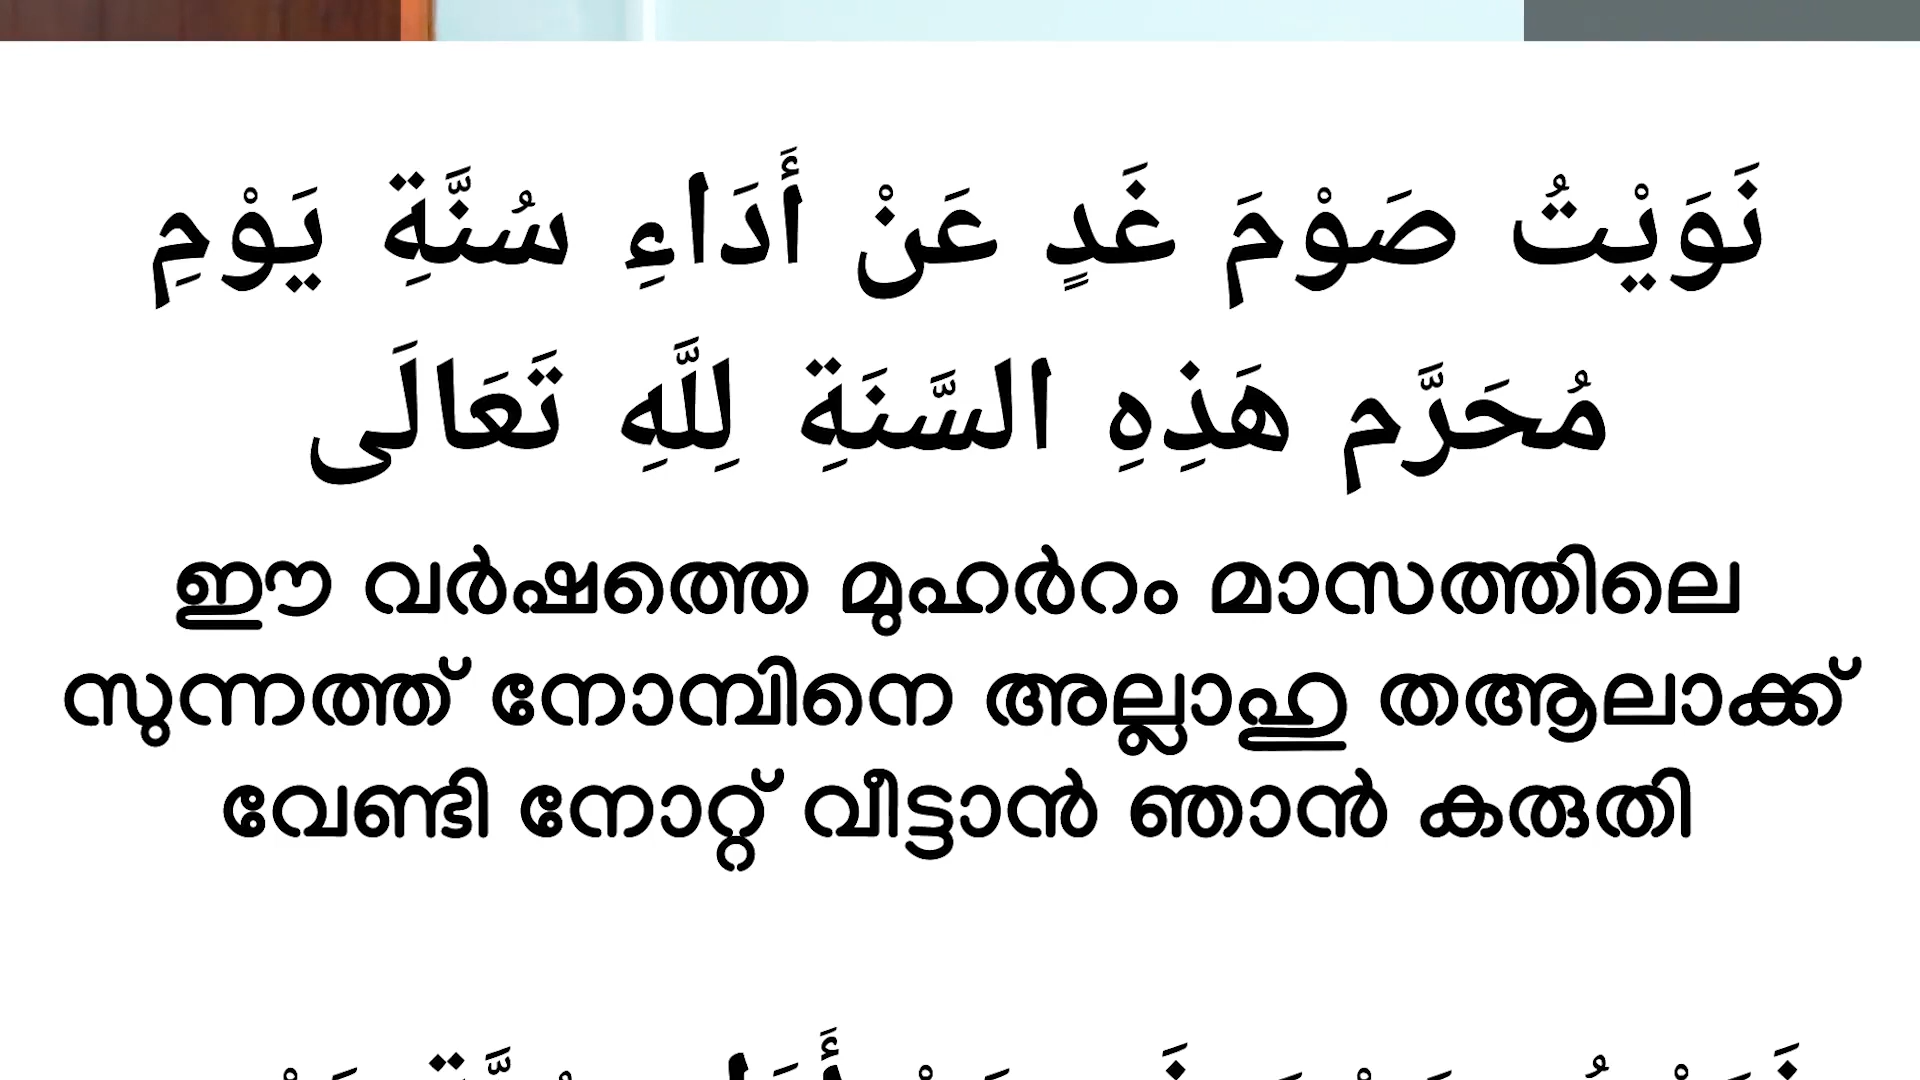 نَوَيْتُ صَوْمَ غَدٍ عَنْ أَدَاءِ سُنَّةِ يَوْمِ
مُحَرَّم هَذِهِ السَّنَةِ لِلَّهِ تَعَالَى
ഈ വർഷത്തെ മുഹർറം മാസത്തിലെ
സുന്നത്ത് നോമ്പിനെ അല്ലാഹു തആലാക്ക്
വേണ്ടി നോറ്റ് വീട്ടാൻ ഞാൻ കരുതി